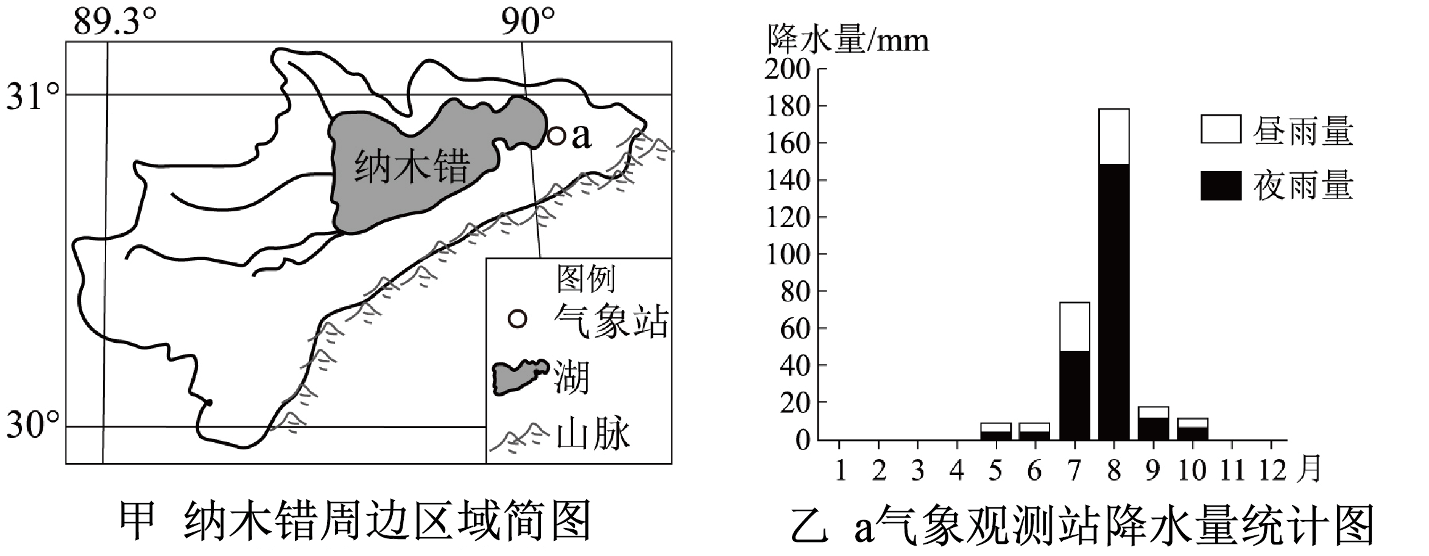 89.3°
90°
31°
a
纳木错
30°
图例
气象站
湖
山脉
甲 纳木错周边区域简图
降水量/mm
200
180
160
140
120
100
80
60
40
20
0
昼雨量
夜雨量
1 2 3 4 5 6 7 8 9 10 11 12 月
乙 a气象观测站降水量统计图